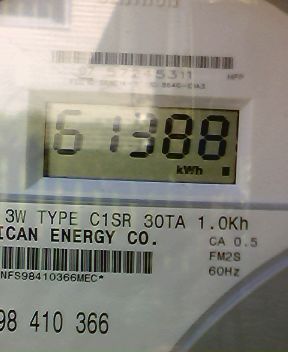 57245311
61388
kWh
3W TYPE C1SR 30TA 1.0Kh
ICAN ENERGY CO.
CA 0.5
FM2S
60Hz
NFS98410366MEC*
98 410 366